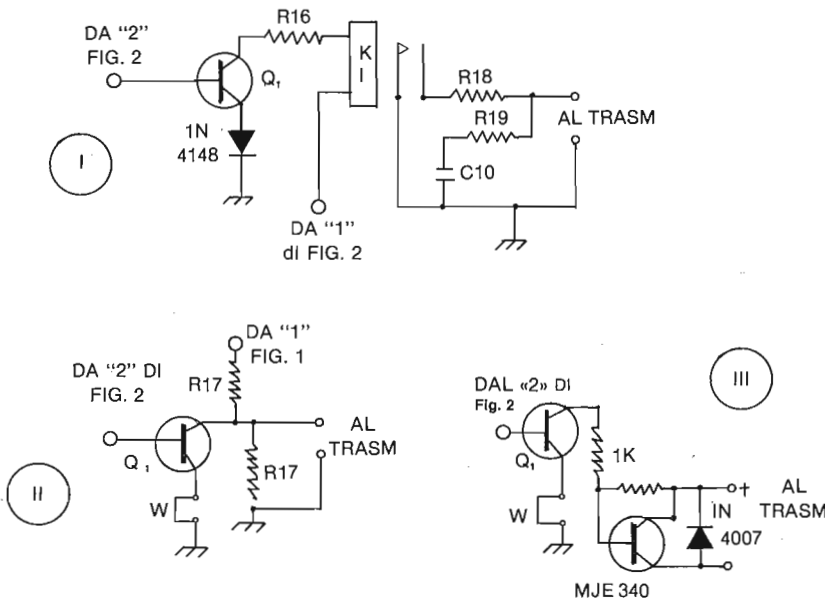 DA “2”
FIG. 2
Q1
R16
K
I
1N
4148
I
DA “1”
dI FIG. 2
R18
R19
C10
AL TRASM
DA “1”
FIG. 1
DA “2” DI
FIG. 2
R17
Q1
R17
W
AL
TRASM
II
DAL «2» DI
Fig. 2
Q1
1K
W
IN
4007
+
AL
TRASM
MJE 340
III